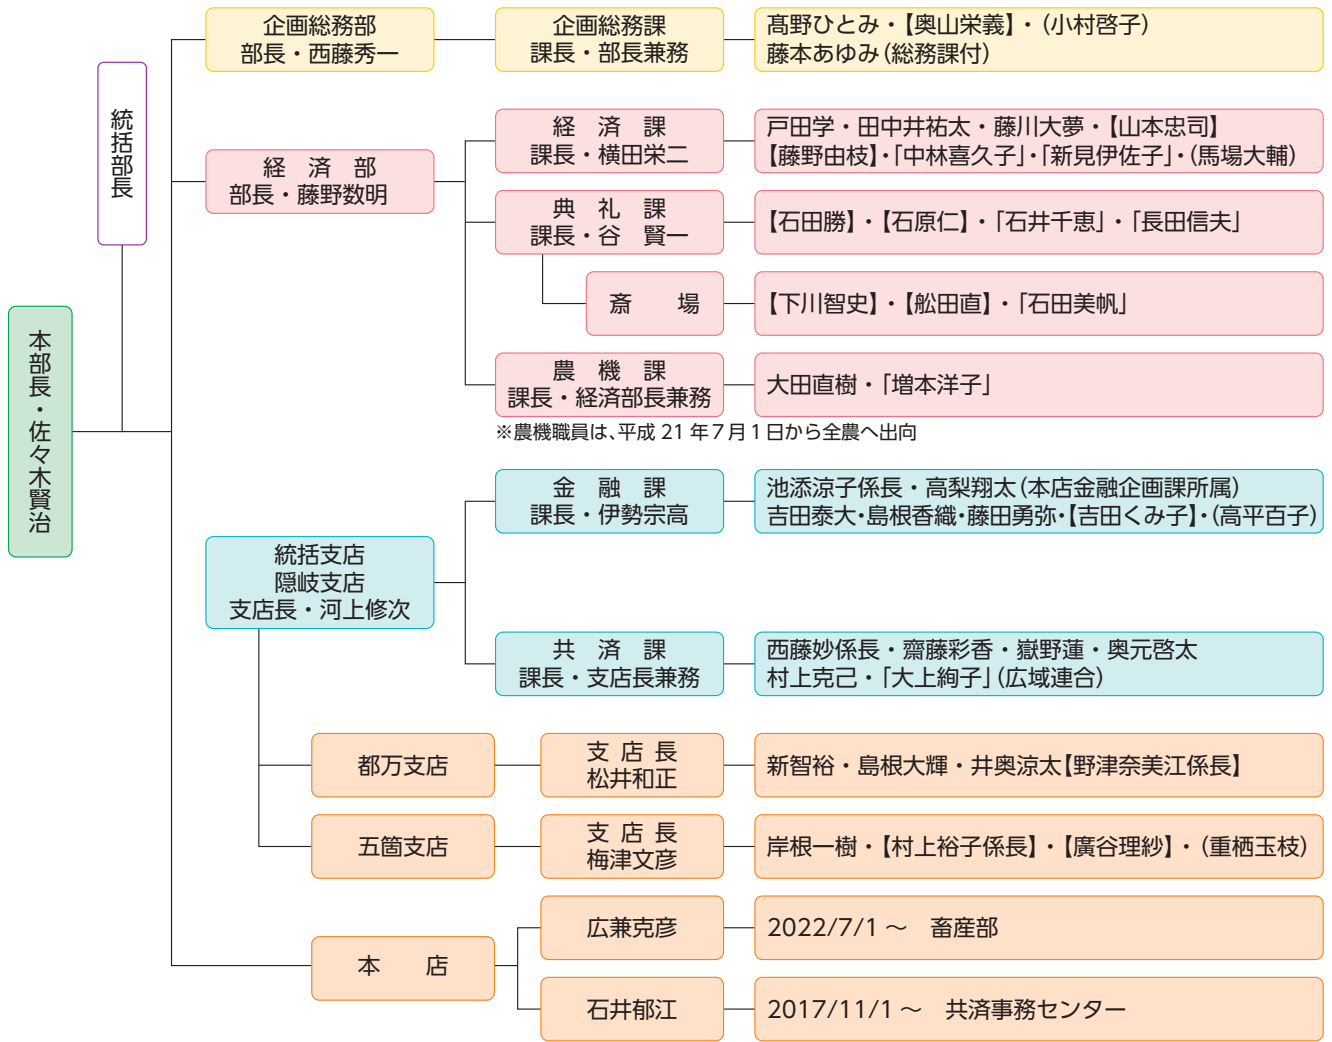 本部長・佐々木賢治
統括部長
企画総務部
部長・西藤秀一
企画総務課
課長・部長兼務
髙野ひとみ・【奥山栄義】・（小村啓子）
藤本あゆみ（総務課付）
経　済　部
部長・藤野数明
経　済　課
課長・横田栄二
戸田学・田中井祐太・藤川大夢・【山本忠司】
【藤野由枝】・「中林喜久子」・「新見伊佐子」・（馬場大輔）
典　礼　課
課長・谷　賢一
【石田勝】・【石原仁】・「石井千恵」・「長田信夫」
斎　　場
【下川智史】・【舩田直】・「石田美帆」
農　機　課
課長・経済部長兼務
大田直樹・「増本洋子」
※農機職員は、平成 21 年７月１日から全農へ出向
統括支店
隠岐支店
支店長・河上修次
金　融　課
課長・伊勢宗高
池添涼子係長・高梨翔太（本店金融企画課所属）
吉田泰大・島根香織・藤田勇弥・【吉田くみ子】・（高平百子）
共　済　課
課長・支店長兼務
西藤妙係長・齋藤彩香・嶽野蓮・奥元啓太
村上克己・「大上絢子」（広域連合）
都万支店
支 店 長
松井和正
新智裕・島根大輝・井奥涼太【野津奈美江係長】
五箇支店
支 店 長
梅津文彦
岸根一樹・【村上裕子係長】・【廣谷理紗】・（重栖玉枝）
本　　店
広兼克彦
2022/7/1 ～　畜産部
石井郁江
2017/11/1 ～　共済事務センター